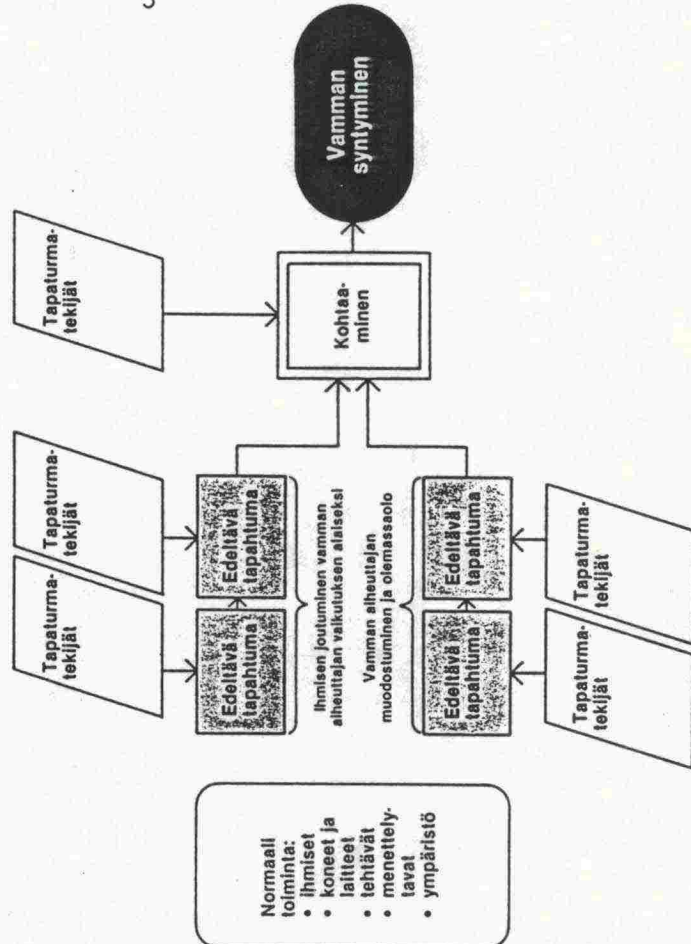 Normaali
toiminta:
• ihmiset
• koneet ja
laitteet
• tehtävät
• menettely-
tavat
• ympäristö
Tapaturma-
tekijät
Tapaturma-
tekijät
Tapaturma-
tekijät
Edeltävä
tapahtuma
Edeltävä
tapahtuma
Ihmisen joutuminen vamman
aiheuttajan vaikutuksen alaiseksi
Vamman aiheuttajan
muodostuminen ja olemassaolo
Edeltävä
tapahtuma
Edeltävä
tapahtuma
Tapaturma-
tekijät
Tapaturma-
tekijät
Kohtaa-
minen
Vamman
syntyminen